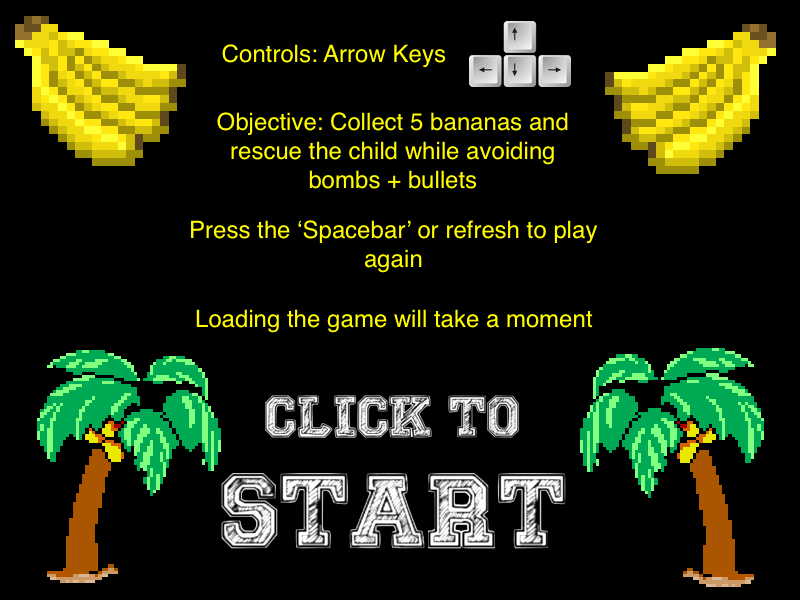 Controls: Arrow Keys
↑
← ↓ →
Objective: Collect 5 bananas and
rescue the child while avoiding
bombs + bullets
Press the ‘Spacebar’ or refresh to play
again
Loading the game will take a moment
CLICK TO
START